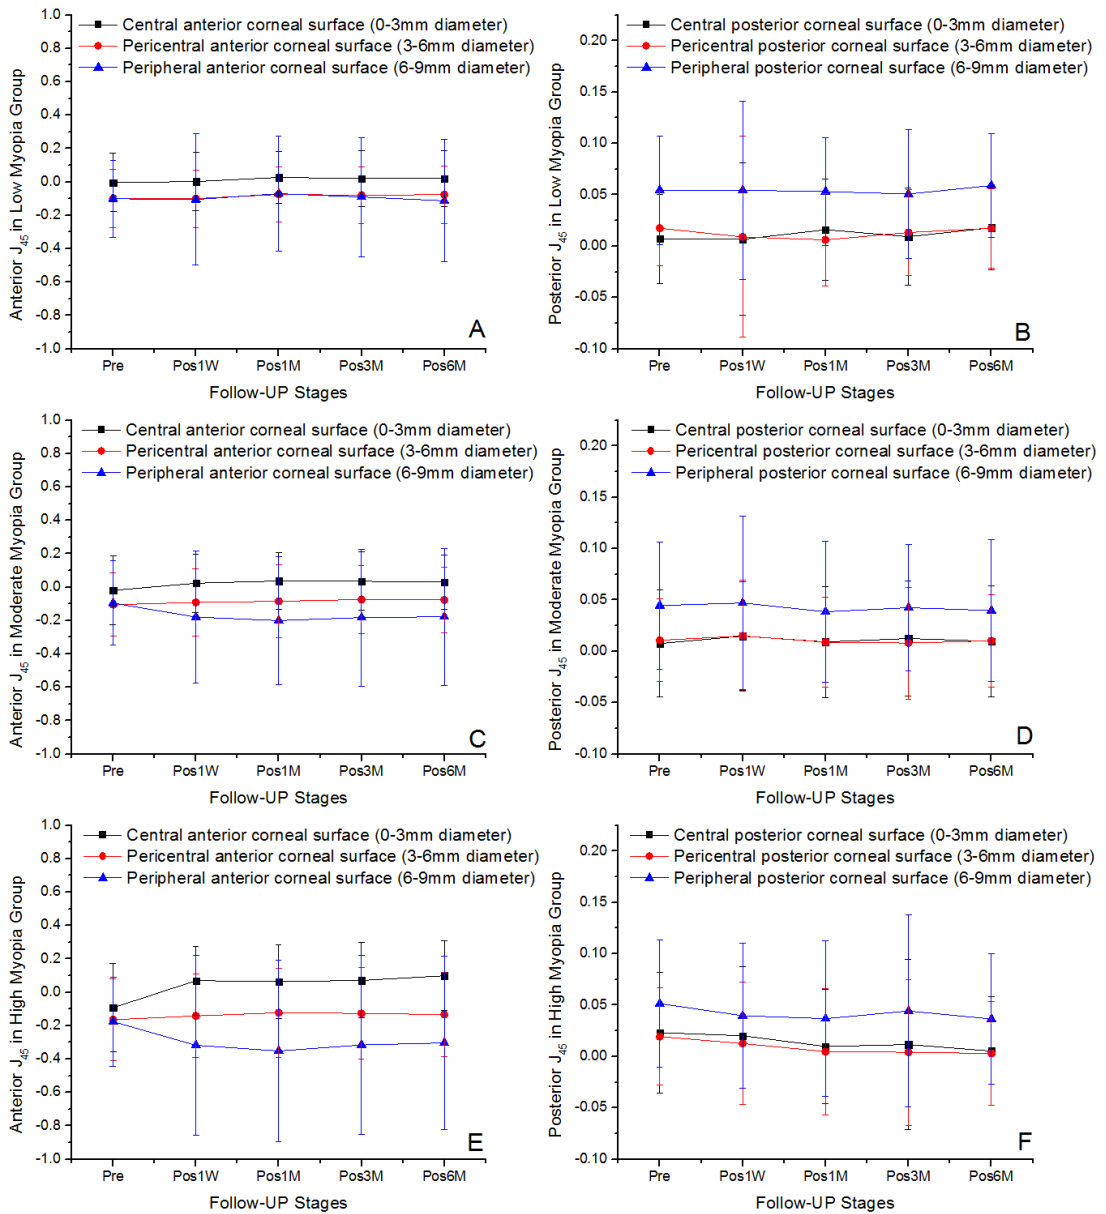 Central anterior corneal surface (0-3mm diameter)
Pericentral anterior corneal surface (3-6mm diameter)
Peripheral anterior corneal surface (6-9mm diameter)
Anterior J45 in Low Myopia Group
1.0
0.8
0.6
0.4
0.2
0.0
-0.2
-0.4
-0.6
-0.8
-1.0
A
Pre Pos1W Pos1M Pos3M Pos6M
Follow-UP Stages
Central posterior corneal surface (0-3mm diameter)
Pericentral posterior corneal surface (3-6mm diameter)
Peripheral posterior corneal surface (6-9mm diameter)
Posterior J45 in Low Myopia Group
0.20
0.15
0.10
0.05
0.00
-0.05
-0.10
B
Pre Pos1W Pos1M Pos3M Pos6M
Follow-UP Stages
Central anterior corneal surface (0-3mm diameter)
Pericentral anterior corneal surface (3-6mm diameter)
Peripheral anterior corneal surface (6-9mm diameter)
Anterior J45 in Moderate Myopia Group
1.0
0.8
0.6
0.4
0.2
0.0
-0.2
-0.4
-0.6
-0.8
-1.0
C
Pre Pos1W Pos1M Pos3M Pos6M
Follow-UP Stages
Central posterior corneal surface (0-3mm diameter)
Pericentral posterior corneal surface (3-6mm diameter)
Peripheral posterior corneal surface (6-9mm diameter)
Posterior J45 in Moderate Myopia Group
0.20
0.15
0.10
0.05
0.00
-0.05
-0.10
D
Pre Pos1W Pos1M Pos3M Pos6M
Follow-UP Stages
Central anterior corneal surface (0-3mm diameter)
Pericentral anterior corneal surface (3-6mm diameter)
Peripheral anterior corneal surface (6-9mm diameter)
Anterior J45 in High Myopia Group
1.0
0.8
0.6
0.4
0.2
0.0
-0.2
-0.4
-0.6
-0.8
-1.0
E
Pre Pos1W Pos1M Pos3M Pos6M
Follow-UP Stages
Central posterior corneal surface (0-3mm diameter)
Pericentral posterior corneal surface (3-6mm diameter)
Peripheral posterior corneal surface (6-9mm diameter)
Posterior J45 in High Myopia Group
0.20
0.15
0.10
0.05
0.00
-0.05
-0.10
F
Pre Pos1W Pos1M Pos3M Pos6M
Follow-UP Stages